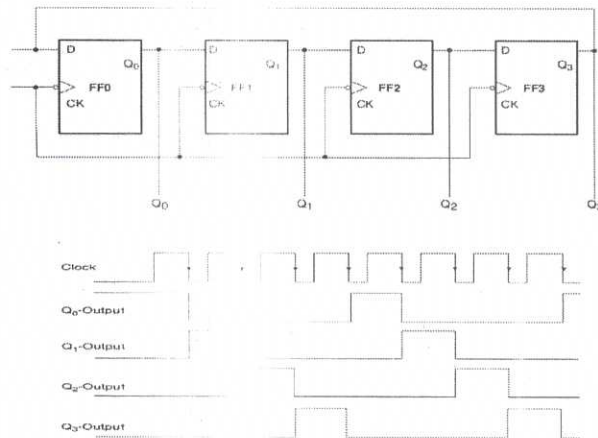 D Q0 D Q1 D Q2 D Q3
FF0 FF1 FF2 FF3
CK CK CK CK
Q0 Q1 Q2
Clock
Q0-Output
Q1-Output
Q2-Output
Q3-Output